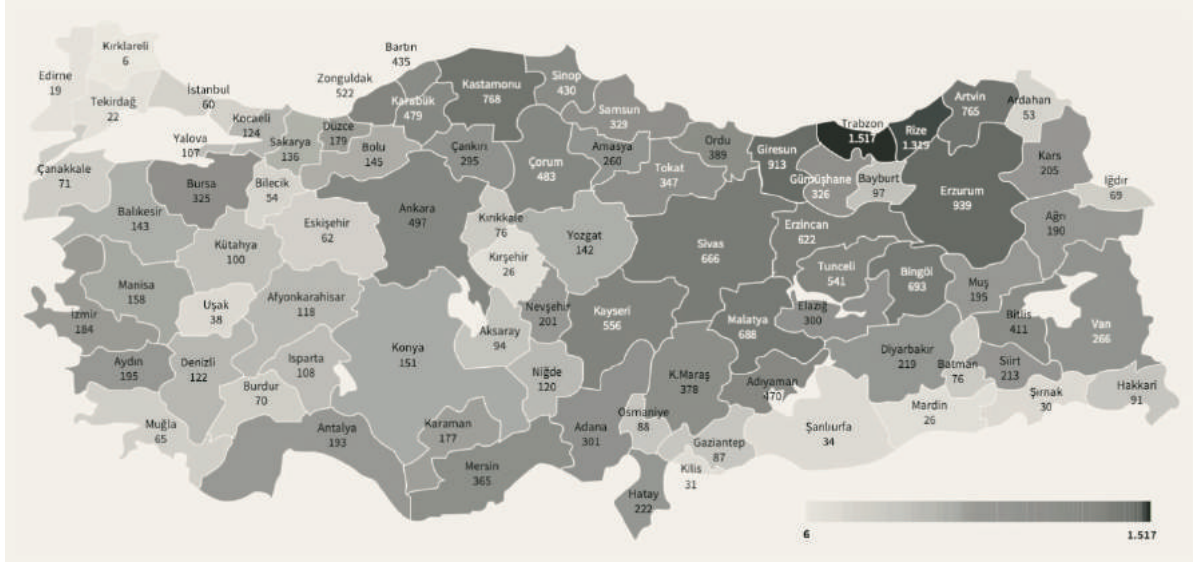 Kırklareli
6
Edirne
19
Tekirdağ
22
İstanbul
60
Kocaeli
124
Yalova
107
Sakarya
136
Düzce
179
Bolu
145
Zonguldak
522
Bartın
435
Karabük
479
Kastamonu
768
Sinop
430
Samsun
329
Çankırı
295
Çorum
483
Amasya
260
Tokat
347
Ordu
389
Giresun
913
Trabzon
1.517
Rize
1.319
Artvin
765
Ardahan
53
Gümüşhane
326
Bayburt
97
Erzurum
939
Kars
205
Iğdır
69
Ağrı
190
Çanakkale
71
Bursa
325
Bilecik
54
Balıkesir
143
Kütahya
100
Eskişehir
62
Ankara
497
Kırıkkale
76
Kırşehir
26
Yozgat
142
Sivas
666
Erzincan
622
Tunceli
541
Bingöl
693
Muş
195
Bitlis
411
Van
266
Manisa
158
İzmir
184
Uşak
38
Afyonkarahisar
118
Aydın
195
Denizli
122
Isparta
108
Burdur
70
Muğla
65
Antalya
193
Konya
151
Aksaray
94
Nevşehir
201
Kayseri
556
Niğde
120
Karaman
177
Mersin
365
Adana
301
K.Maraş
378
Malatya
688
Elazığ
300
Adıyaman
470
Diyarbakır
219
Batman
76
Siirt
213
Şırnak
30
Hakkari
91
Mardin
26
Şanlıurfa
34
Osmaniye
88
Gaziantep
87
Kilis
31
Hatay
222
6
1.517